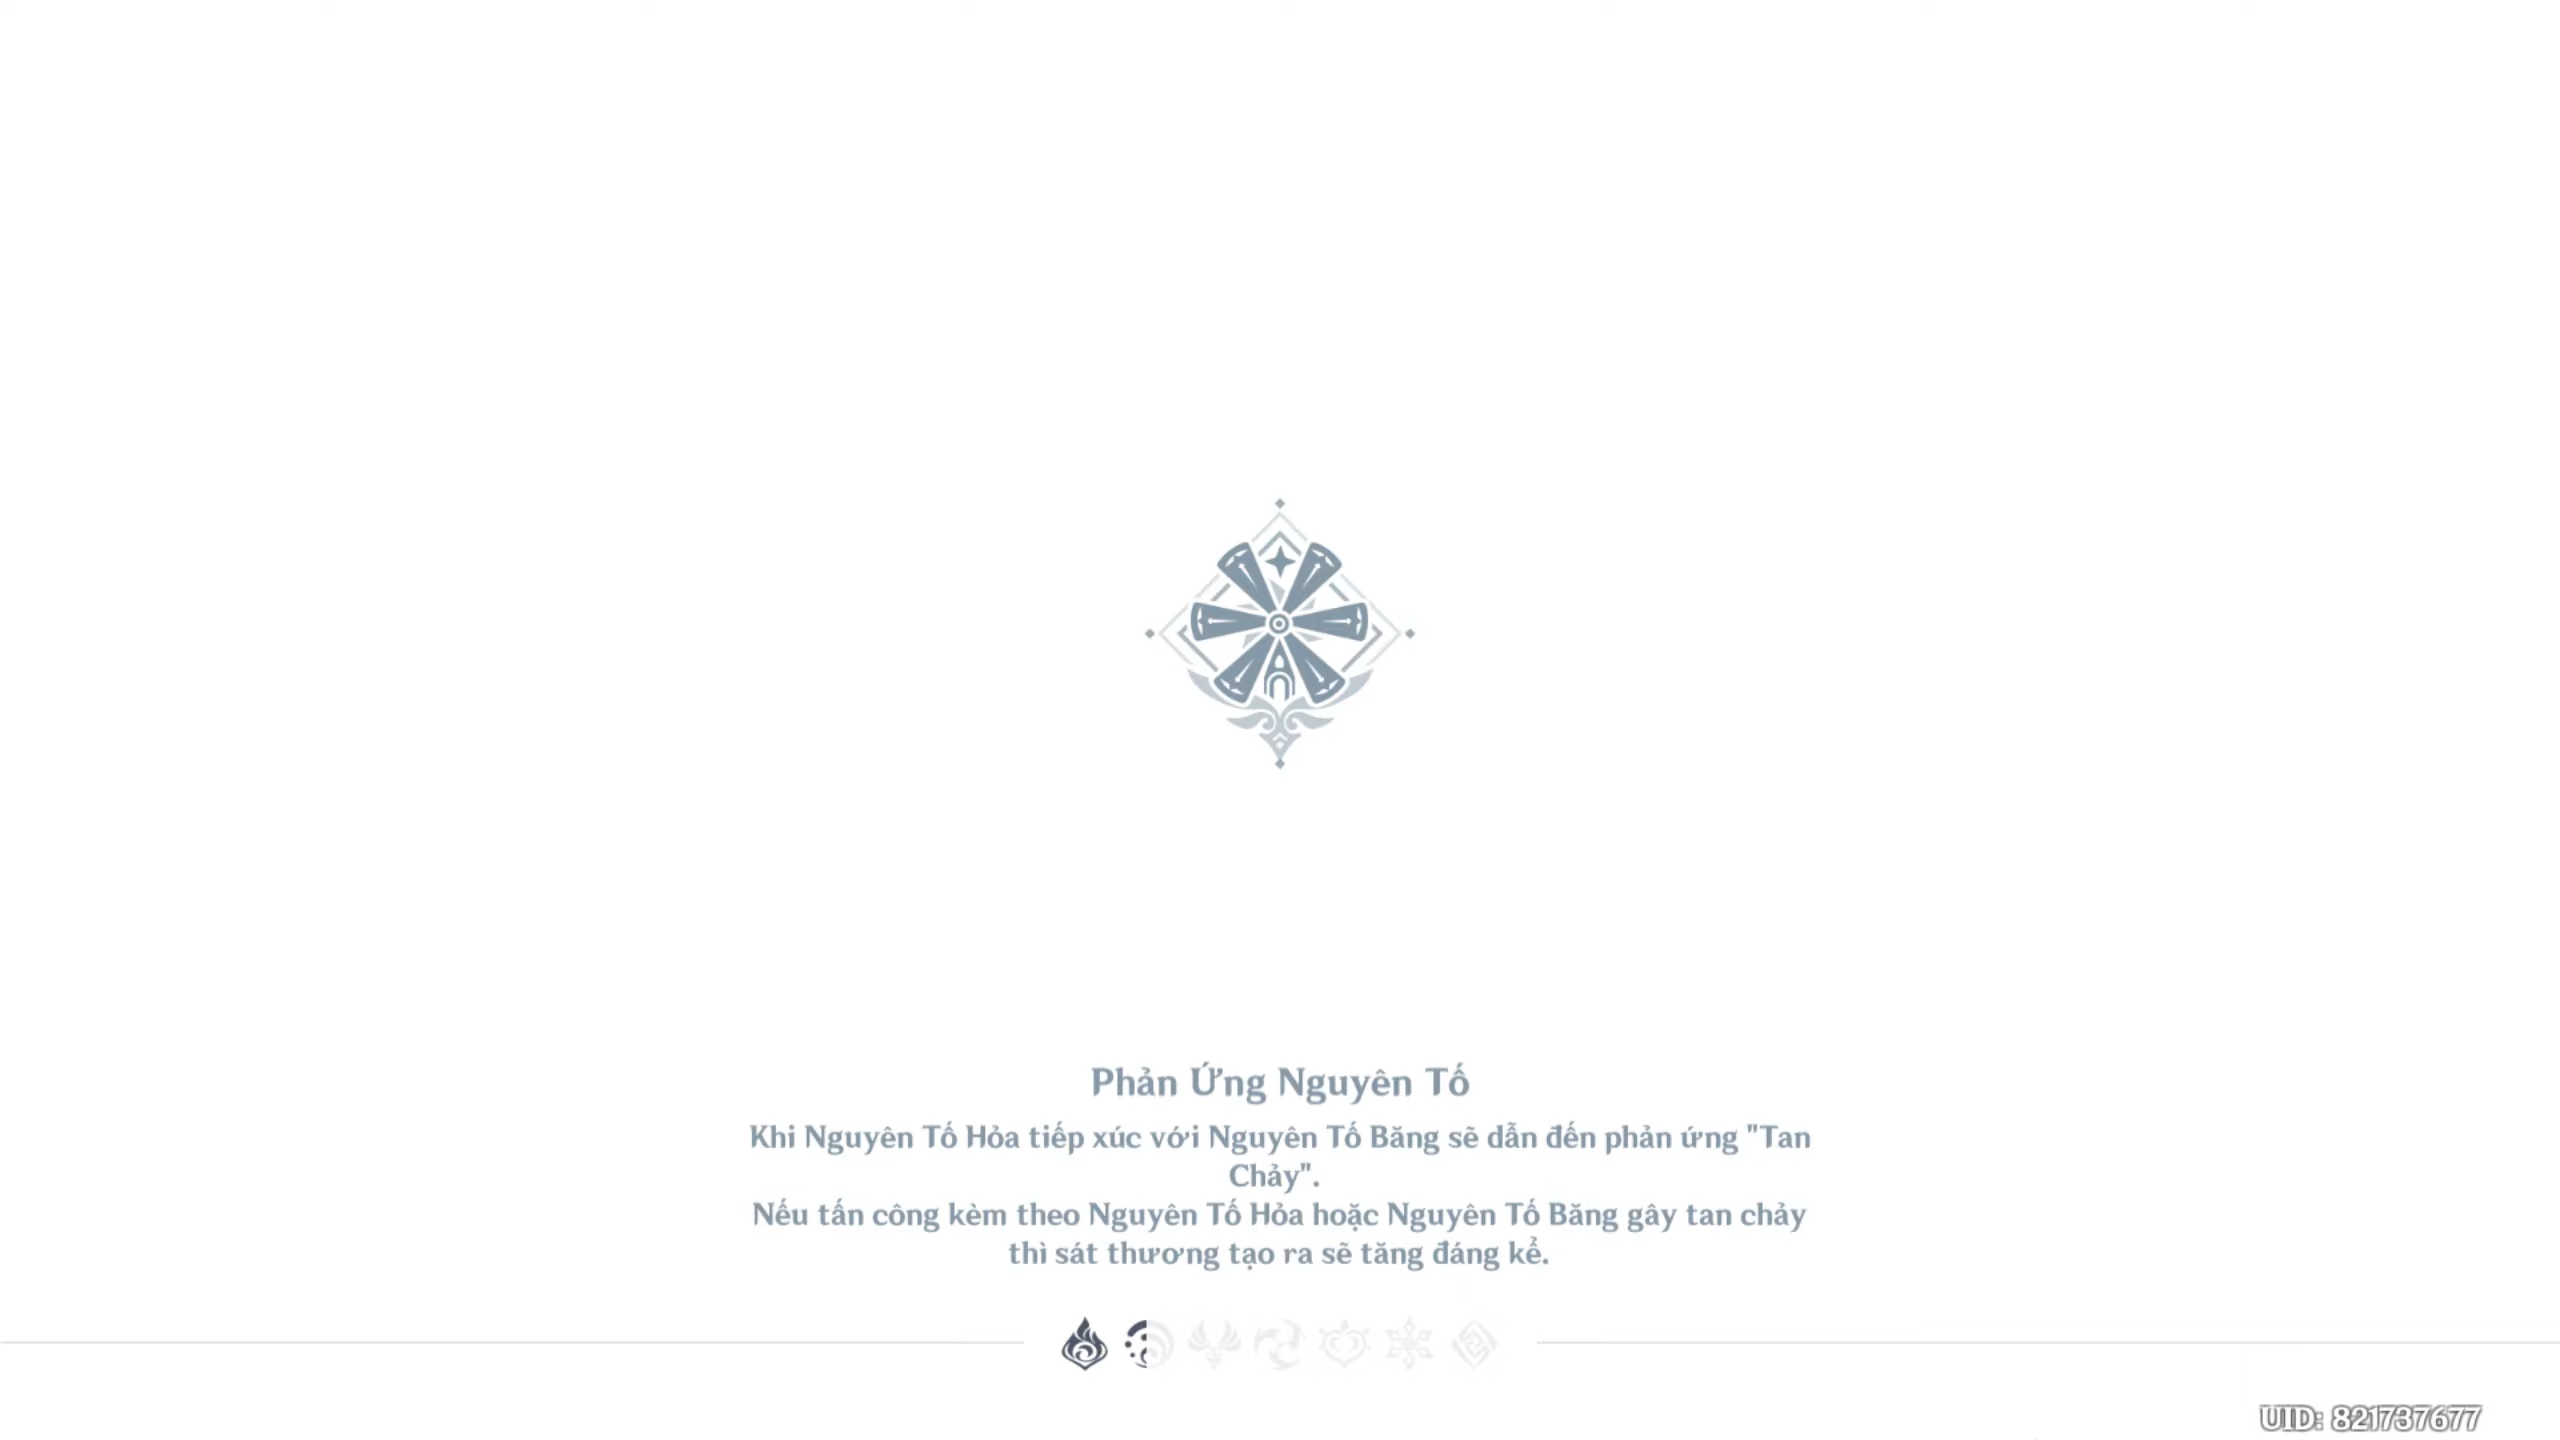 Phản Ứng Nguyên Tố
Khi Nguyên Tố Hỏa tiếp xúc với Nguyên Tố Băng sẽ dẫn đến phản ứng "Tan
Chảy".
Nếu tấn công kèm theo Nguyên Tố Hỏa hoặc Nguyên Tố Băng gây tan chảy
thì sát thương tạo ra sẽ tăng đáng kể.
UID: 821737677